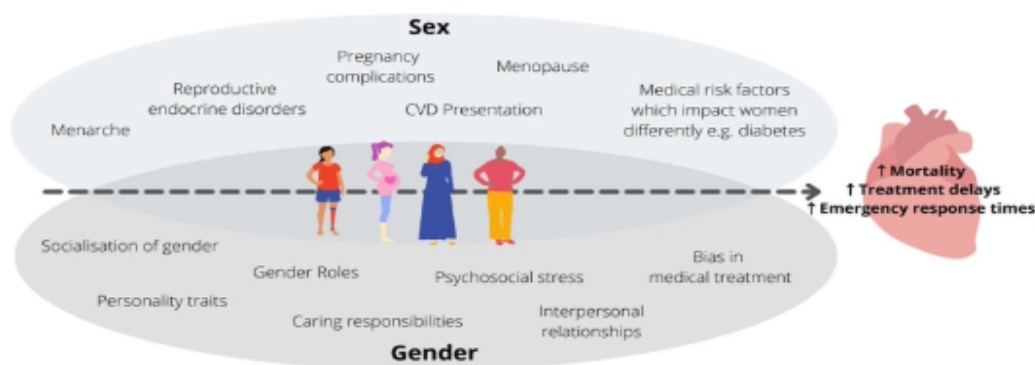 Sex
Pregnancy
complications
Menopause
Reproductive
endocrine disorders
Medical risk factors
which impact women
differently e.g. diabetes
CVD Presentation
Menarche
↑ Mortality
↑ Treatment delays
↑ Emergency response times
Socialisation of gender
Gender Roles
Psychosocial stress
Bias in
medical treatment
Personality traits
Caring responsibilities
Interpersonal
relationships
Gender